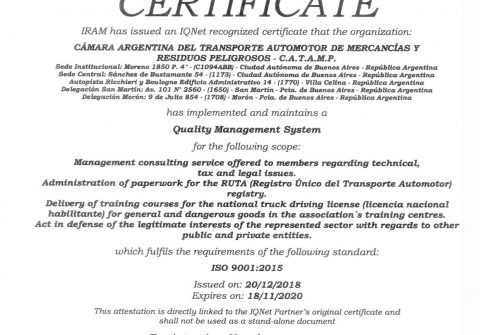 CERTIFICATE
IRAM has issued an IQNet recognized certificate that the organization:
CÁMARA ARGENTINA DEL TRANSPORTE AUTOMOTOR DE MERCANCÍAS Y
RESIDUOS PELIGROSOS - C.A.T.A.M.P.
Sede Institucional: Moreno 1850 P. 4° - (C1094ABB) - Ciudad Autónoma de Buenos Aires - República Argentina
Sede Central: Sánchez de Bustamante 54 - (1173) - Ciudad Autónoma de Buenos Aires - República Argentina
Autopista Ricchieri y Boulogne Edificio Administrativo 14 - (1770) - Villa Celina - República Argentina
Delegación San Martín: Av. 101 N° 2560 - (1650) - San Martín - Pcia. de Buenos Aires - República Argentina
Delegación Morón: 9 de Julio 854 - (1708) - Morón - Pcia. de Buenos Aires - República Argentina
has implemented and maintains a
Quality Management System
for the following scope:
Management consulting service offered to members regarding technical,
tax and legal issues.
Administration of paperwork for the RUTA (Registro Único del Transporte Automotor)
registry.
Delivery of training courses for the national truck driving license (licencia nacional
habilitante) for general and dangerous goods in the association´s training centres.
Act in defense of the legitimate interests of the represented sector with regards to other
public and private entities.
which fulfils the requirements of the following standard:
ISO 9001:2015
Issued on: 20/12/2018
Expires on: 18/11/2020
This attestation is directly linked to the IQNet Partner's original certificate and
shall not be used as a stand-alone document